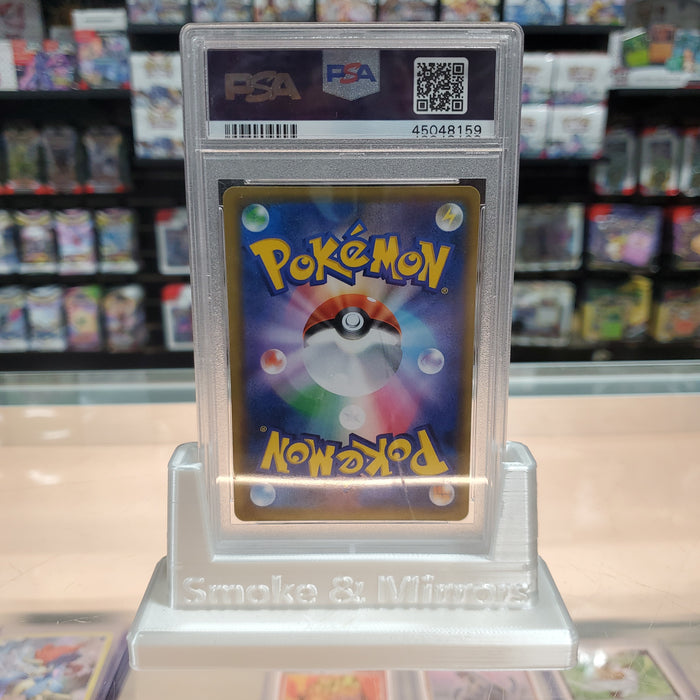 PSA PSA
45048159
POKéMON
®
POKéMON
®
Smoke & Mirrors